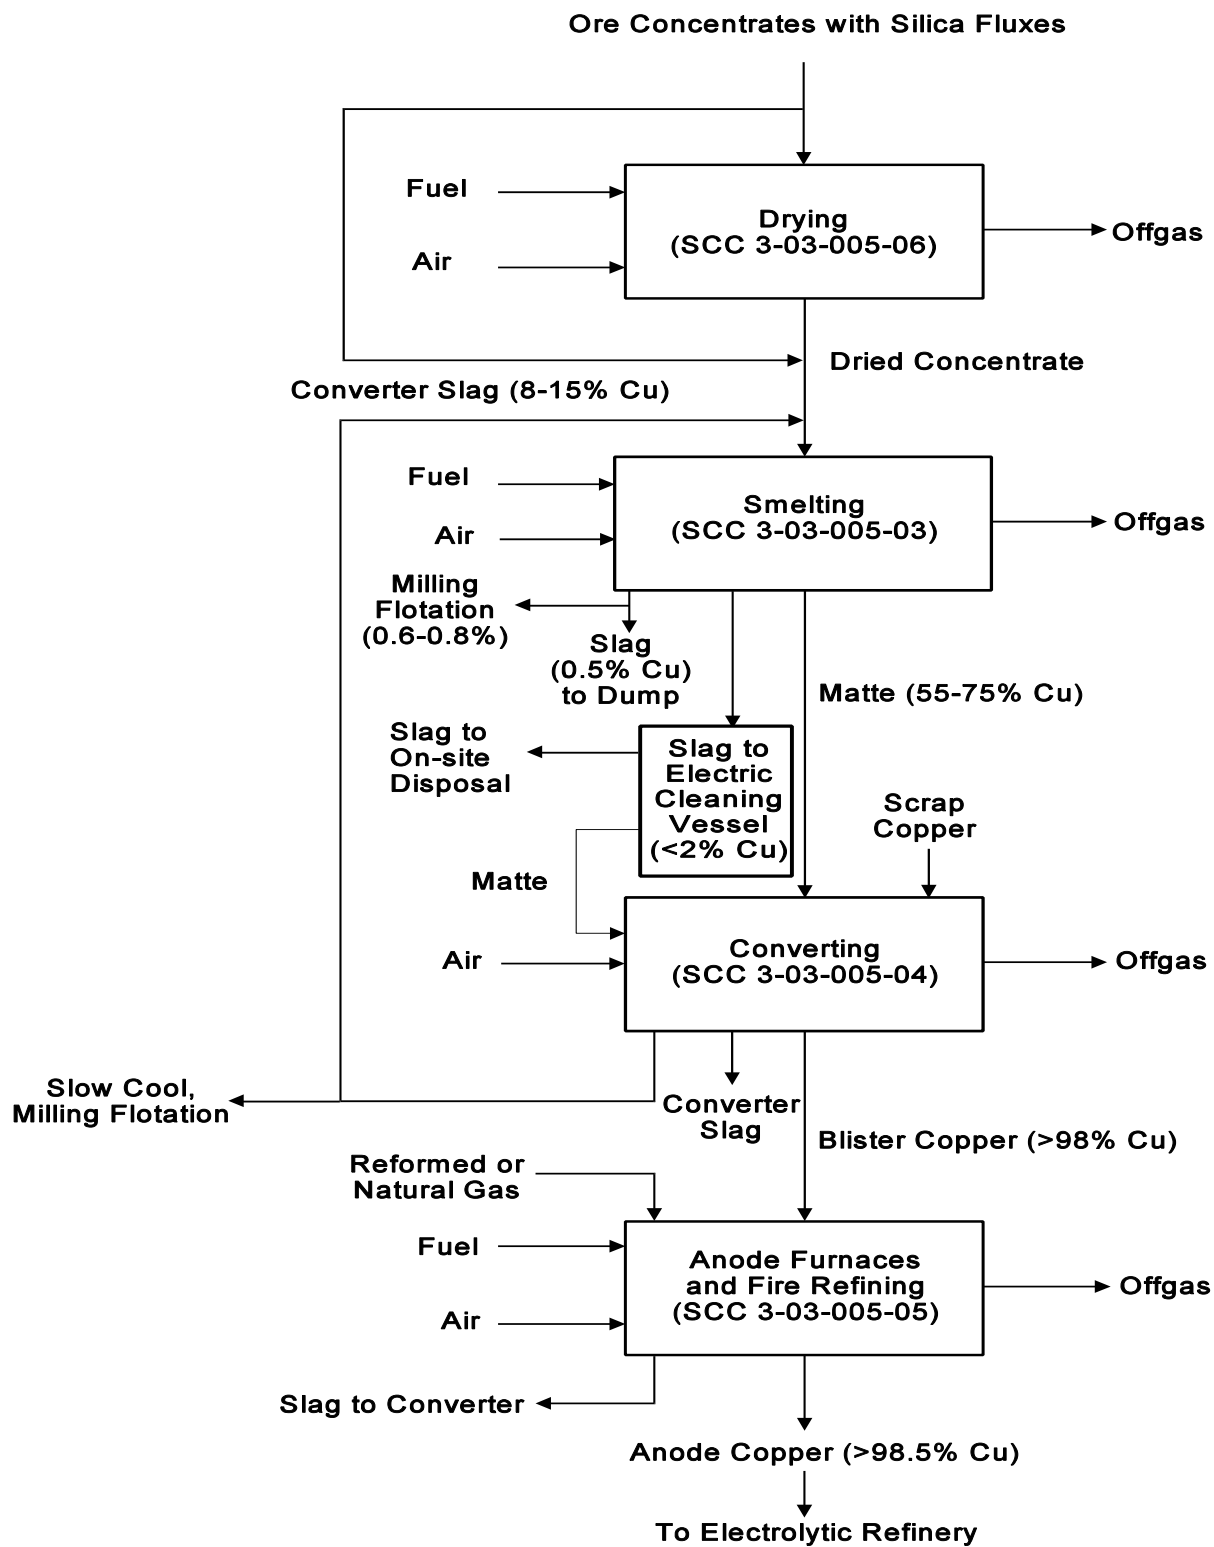 Ore Concentrates with Silica Fluxes
Fuel
Drying
(SCC 3-03-005-06)
Offgas
Air
Dried Concentrate
Converter Slag (8-15% Cu)
Fuel
Smelting
(SCC 3-03-005-03)
Offgas
Air
Milling
Flotation
(0.6-0.8%)
Slag
(0.5% Cu)
to Dump
Matte (55-75% Cu)
Slag to
On-site
Disposal
Slag to
Electric
Cleaning
Vessel
(<2% Cu)
Scrap
Copper
Matte
Air
Converting
(SCC 3-03-005-04)
Offgas
Slow Cool,
Milling Flotation
Converter
Slag
Blister Copper (>98% Cu)
Reformed or
Natural Gas
Fuel
Anode Furnaces
and Fire Refining
(SCC 3-03-005-05)
Offgas
Air
Slag to Converter
Anode Copper (>98.5% Cu)
To Electrolytic Refinery